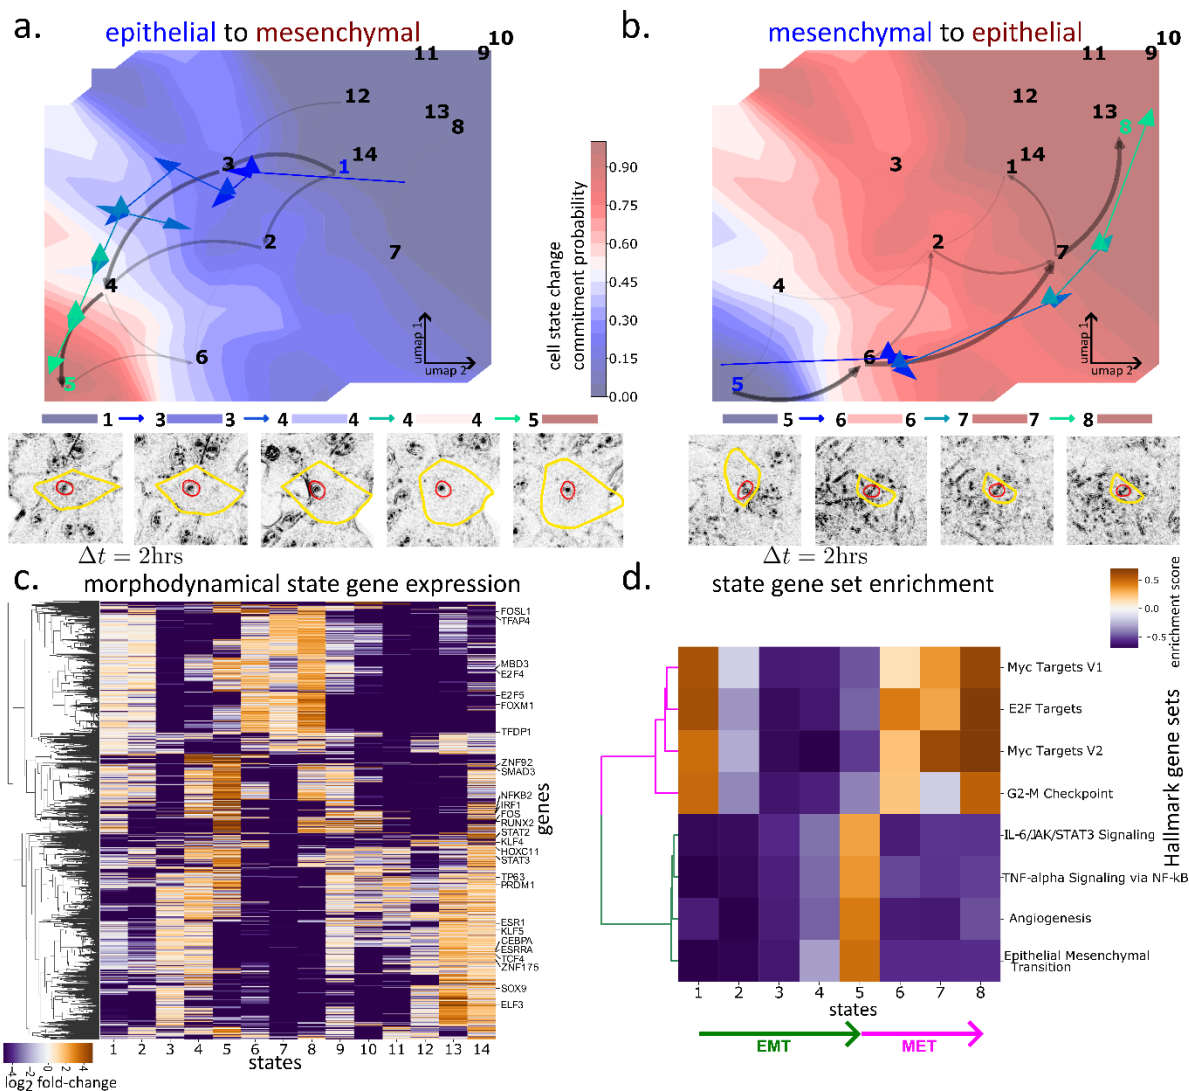 a.
epithelial to mesenchymal
10
11
9
12
13
8
3
14
1
2
7
4
6
5
umap 1
umap 2
cell state change
commitment probability
0.90
0.75
0.60
0.45
0.30
0.15
0.00
1 3 3 4 4 4 4 5
Δt = 2hrs
b.
mesenchymal to epithelial
10
11
9
12
13
8
3
14
1
2
7
4
6
5
umap 1
umap 2
5 6 6 7 7 8
Δt = 2hrs
c.
morphodynamical state gene expression
FOSL1
TFAP4
MBD3
E2F4
E2F5
FOXM1
TFDP1
ZNF92
SMAD3
NFKB2
IRF1
FOS
RUNX2
STAT2
KLF4
HOXC11
STAT3
TP63
PRDM1
ESR1
KLF5
CEBPA
ESRRA
TCF4
ZNF175
SOX9
ELF3
genes
1 2 3 4 5 6 7 8 9 10 11 12 13 14
states
-4 -2 0 2 4
log2 fold-change
d.
state gene set enrichment
0.5
0.0
-0.5
enrichment score
Myc Targets V1
E2F Targets
Myc Targets V2
G2-M Checkpoint
IL-6/JAK/STAT3 Signaling
TNF-alpha Signaling via NF-kB
Angiogenesis
Epithelial Mesenchymal
Transition
Hallmark gene sets
1 2 3 4 5 6 7 8
states
EMT
MET